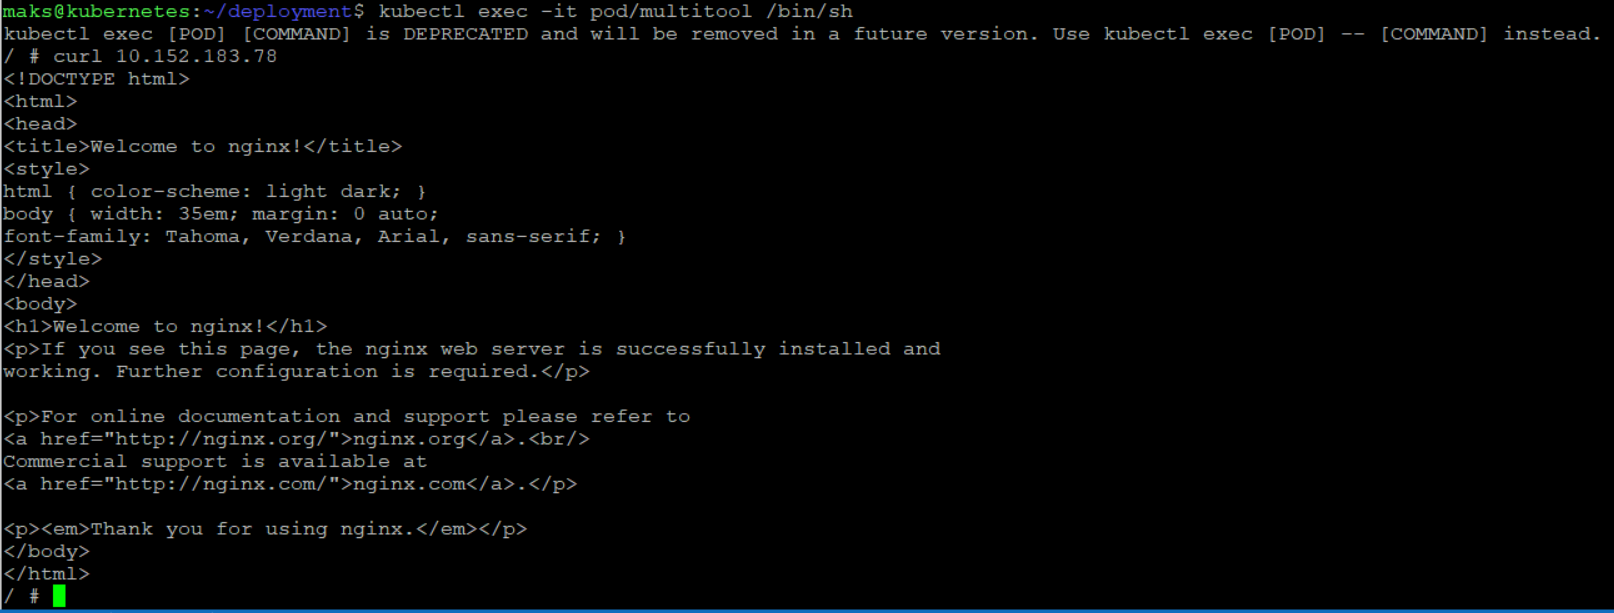 maks@kubernetes:~/deployment$ kubectl exec -it pod/multitool /bin/sh
kubectl exec [POD] [COMMAND] is DEPRECATED and will be removed in a future version. Use kubectl exec [POD] -- [COMMAND] instead.
/ # curl 10.152.183.78
<!DOCTYPE html>
<html>
<head>
<title>Welcome to nginx!</title>
<style>
html { color-scheme: light dark; }
body { width: 35em; margin: 0 auto;
font-family: Tahoma, Verdana, Arial, sans-serif; }
</style>
</head>
<body>
<h1>Welcome to nginx!</h1>
<p>If you see this page, the nginx web server is successfully installed and
working. Further configuration is required.</p>

<p>For online documentation and support please refer to
<a href="http://nginx.org/">nginx.org</a>.<br/>
Commercial support is available at
<a href="http://nginx.com/">nginx.com</a>.</p>

<p><em>Thank you for using nginx.</em></p>
</body>
</html>
/ #